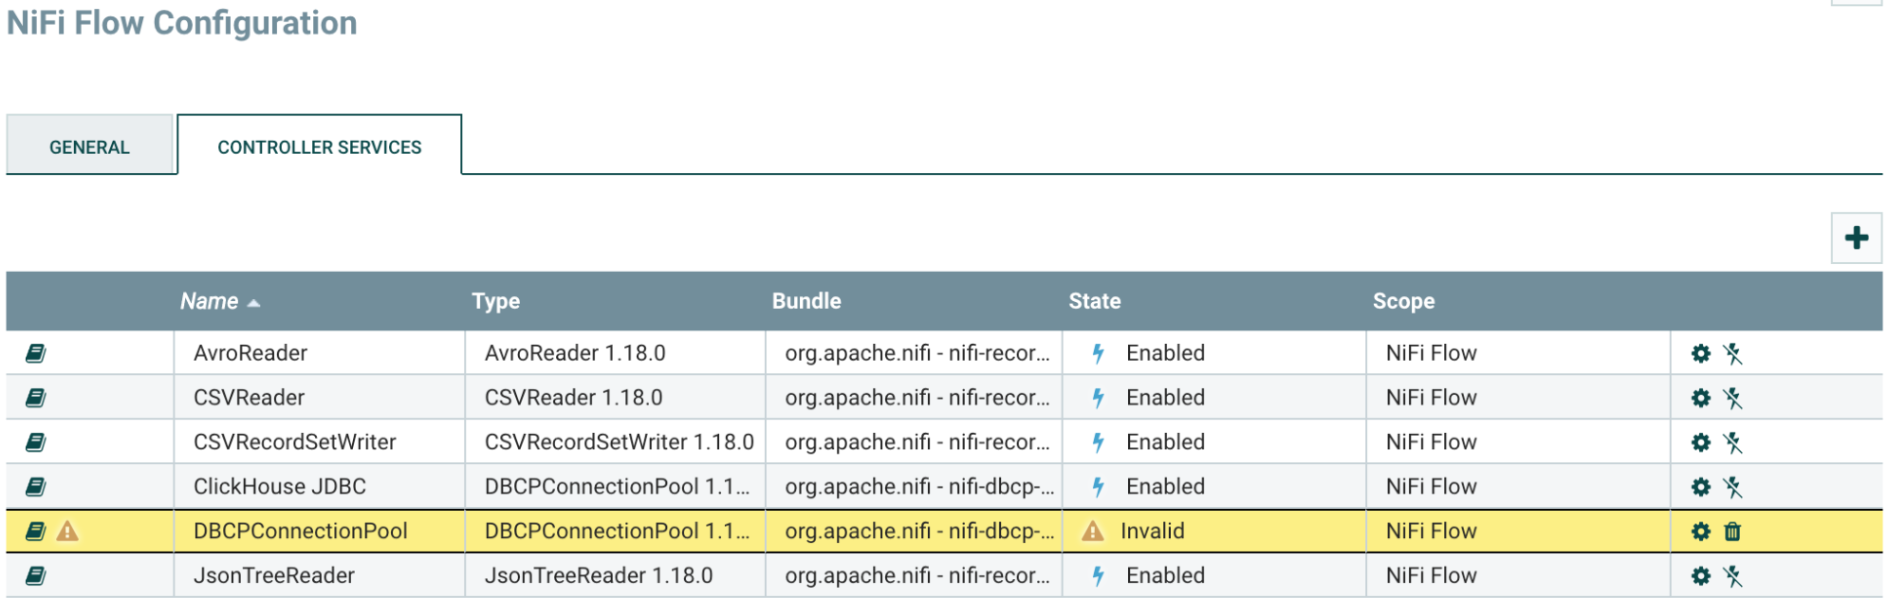 NiFi Flow Configuration
GENERAL CONTROLLER SERVICES
Name Type Bundle State Scope
AvroReader AvroReader 1.18.0 org.apache.nifi - nifi-recor... Enabled NiFi Flow
CSVReader CSVReader 1.18.0 org.apache.nifi - nifi-recor... Enabled NiFi Flow
CSVRecordSetWriter CSVRecordSetWriter 1.18.0 org.apache.nifi - nifi-recor... Enabled NiFi Flow
ClickHouse JDBC DBCPConnectionPool 1.1... org.apache.nifi - nifi-dbcp-... Enabled NiFi Flow
DBCPConnectionPool DBCPConnectionPool 1.1... org.apache.nifi - nifi-dbcp-... Invalid NiFi Flow
JsonTreeReader JsonTreeReader 1.18.0 org.apache.nifi - nifi-recor... Enabled NiFi Flow